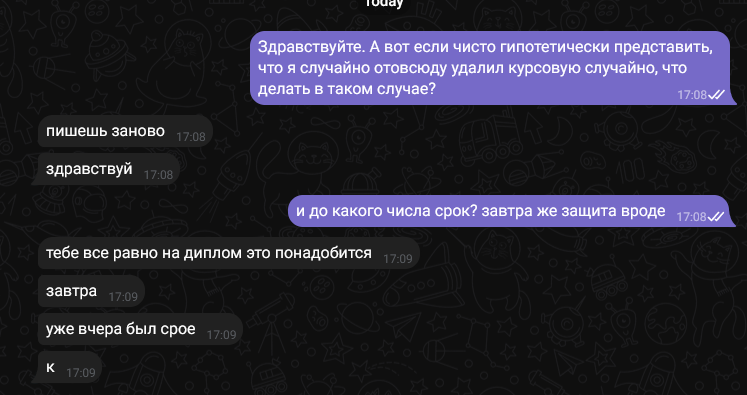 Today
Здравствуйте. А вот если чисто гипотетически представить,
что я случайно отовсюду удалил курсовую случайно, что
делать в таком случае?
17:08
пишешь заново 17:08
здравствуй 17:08
и до какого числа срок? завтра же защита вроде 17:08
тебе все равно на диплом это понадобится 17:09
завтра 17:09
уже вчера был срое 17:09
к 17:09